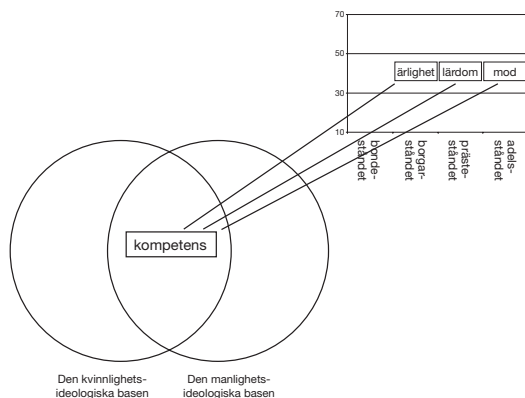 70
50
30
10
ärlighet lärdom mod
bonde-
ståndet
borgar-
ståndet
präste-
ståndet
adels-
ståndet
kompetens
Den kvinnlighets-
ideologiska basen
Den manlighets-
ideologiska basen